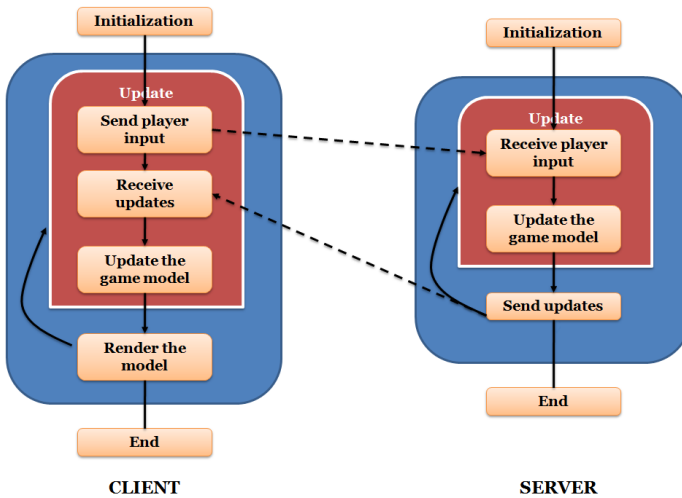 Initialization
Update
Send player
input
Receive
updates
Update the
game model
Render the
model
End
CLIENT
Initialization
Update
Receive player
input
Update the
game model
Send updates
End
SERVER